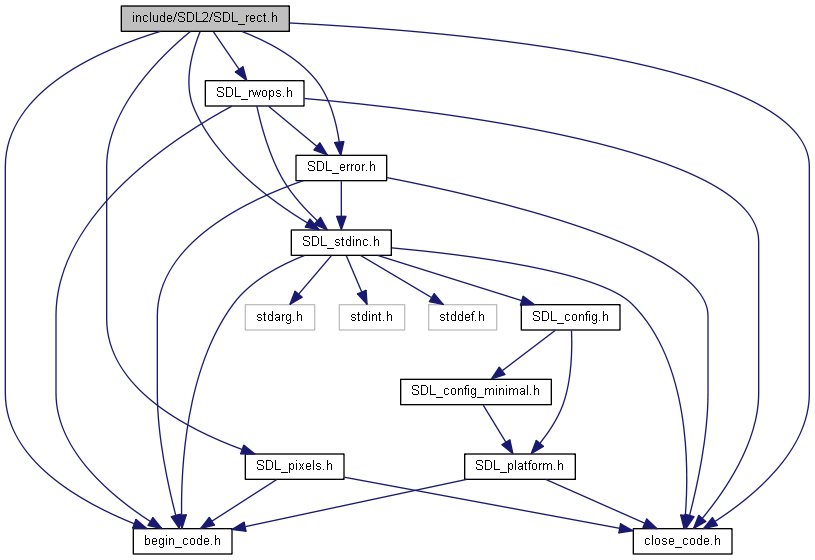 include/SDL2/SDL_rect.h
SDL_rwops.h
SDL_error.h
SDL_stdinc.h
stdarg.h
stdint.h
stddef.h
SDL_config.h
SDL_config_minimal.h
SDL_pixels.h
SDL_platform.h
begin_code.h
close_code.h